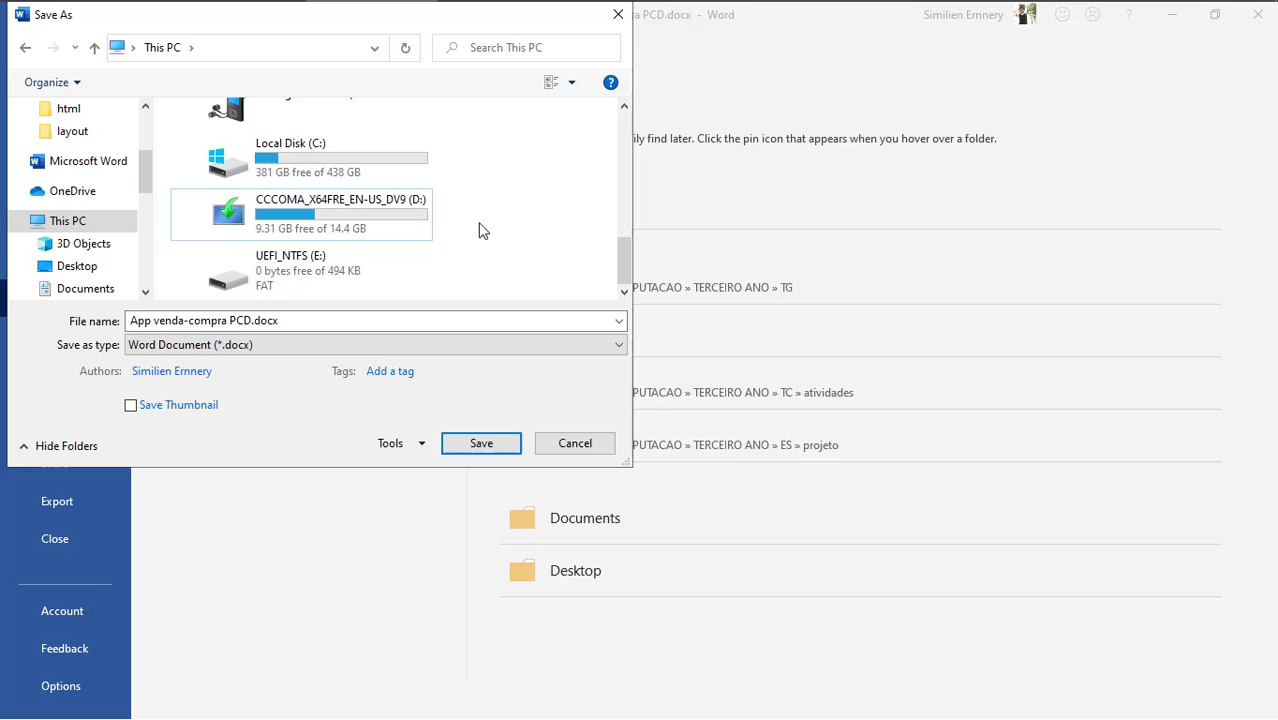 Save As
ra PCD.docx - Word
Similien Ernnery
?
This PC
Search This PC
Organize
?
html
layout
Microsoft Word
OneDrive
This PC
3D Objects
Desktop
Documents
Local Disk (C:)
381 GB free of 438 GB
CCCOMA_X64FRE_EN-US_DV9 (D:)
9.31 GB free of 14.4 GB
UEFI_NTFS (E:)
0 bytes free of 494 KB
FAT
File name: App venda-compra PCD.docx
Save as type: Word Document (*.docx)
Authors: Similien Ernnery Tags: Add a tag
Save Thumbnail
Hide Folders
Tools
Save
Cancel
ily find later. Click the pin icon that appears when you hover over a folder.
PUTACAO » TERCEIRO ANO » TG
PUTACAO » TERCEIRO ANO » TC » atividades
PUTACAO » TERCEIRO ANO » ES » projeto
Documents
Desktop
Export
Close
Account
Feedback
Options